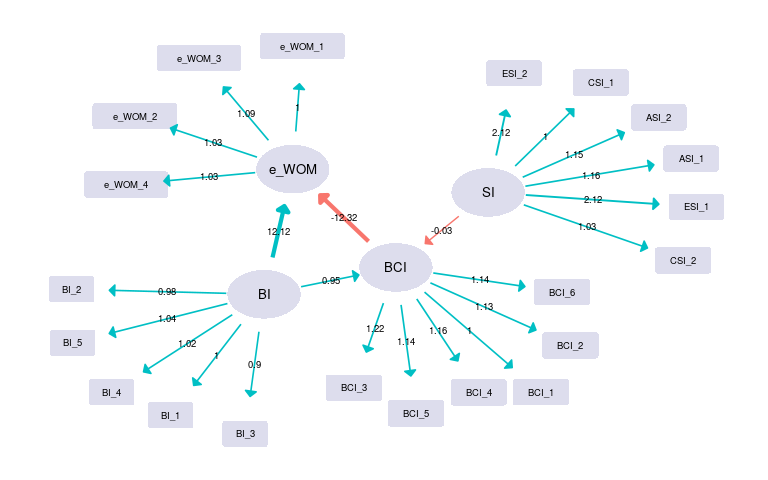 e_WOM_1
e_WOM_3
ESI_2
CSI_1
1.09
1
e_WOM_2
ASI_2
2.12
1
1.03
1.15
ASI_1
e_WOM
1.16
e_WOM_4
1.03
SI
2.12
ESI_1
12.12
-12.32
-0.03
1.03
CSI_2
BCI
0.95
1.14
BI_2
0.98
BI
BCI_6
1.13
1.04
1.22
1.14
1.16
1
BI_5
1.02
BCI_2
1
0.9
BI_4
BCI_3
BCI_4
BCI_1
BI_1
BCI_5
BI_3